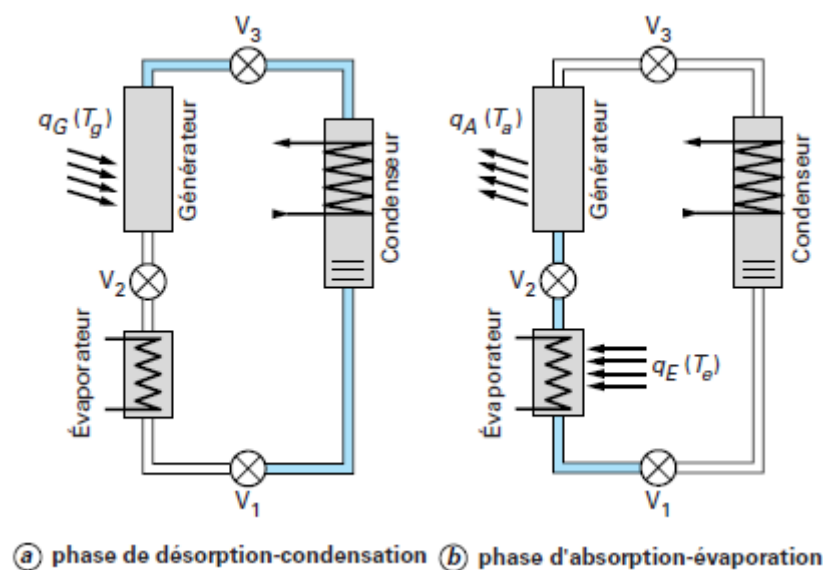 V3
qG (Tg)
Générateur
Condenseur
V2
Évaporateur
V1
a phase de désorption-condensation
V3
qA (Ta)
Générateur
Condenseur
V2
Évaporateur
qE (Te)
V1
b phase d'absorption-évaporation